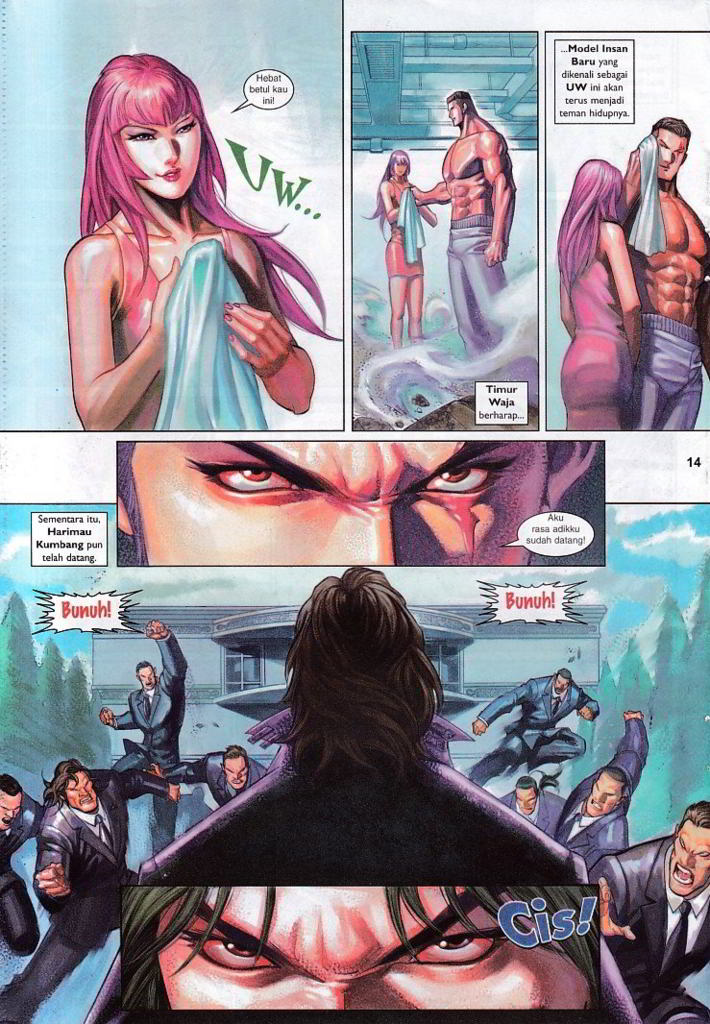 Hebat
betul kau
ini!
UW...
...Model Insan
Baru yang
dikenali sebagai
UW ini akan
terus menjadi
teman hidupnya.
Timur
Waja
berharap...
14
Sementara itu,
Harimau
Kumbang pun
telah datang.
Aku
rasa adikku
sudah datang!
Bunuh!
Bunuh!
Cis!